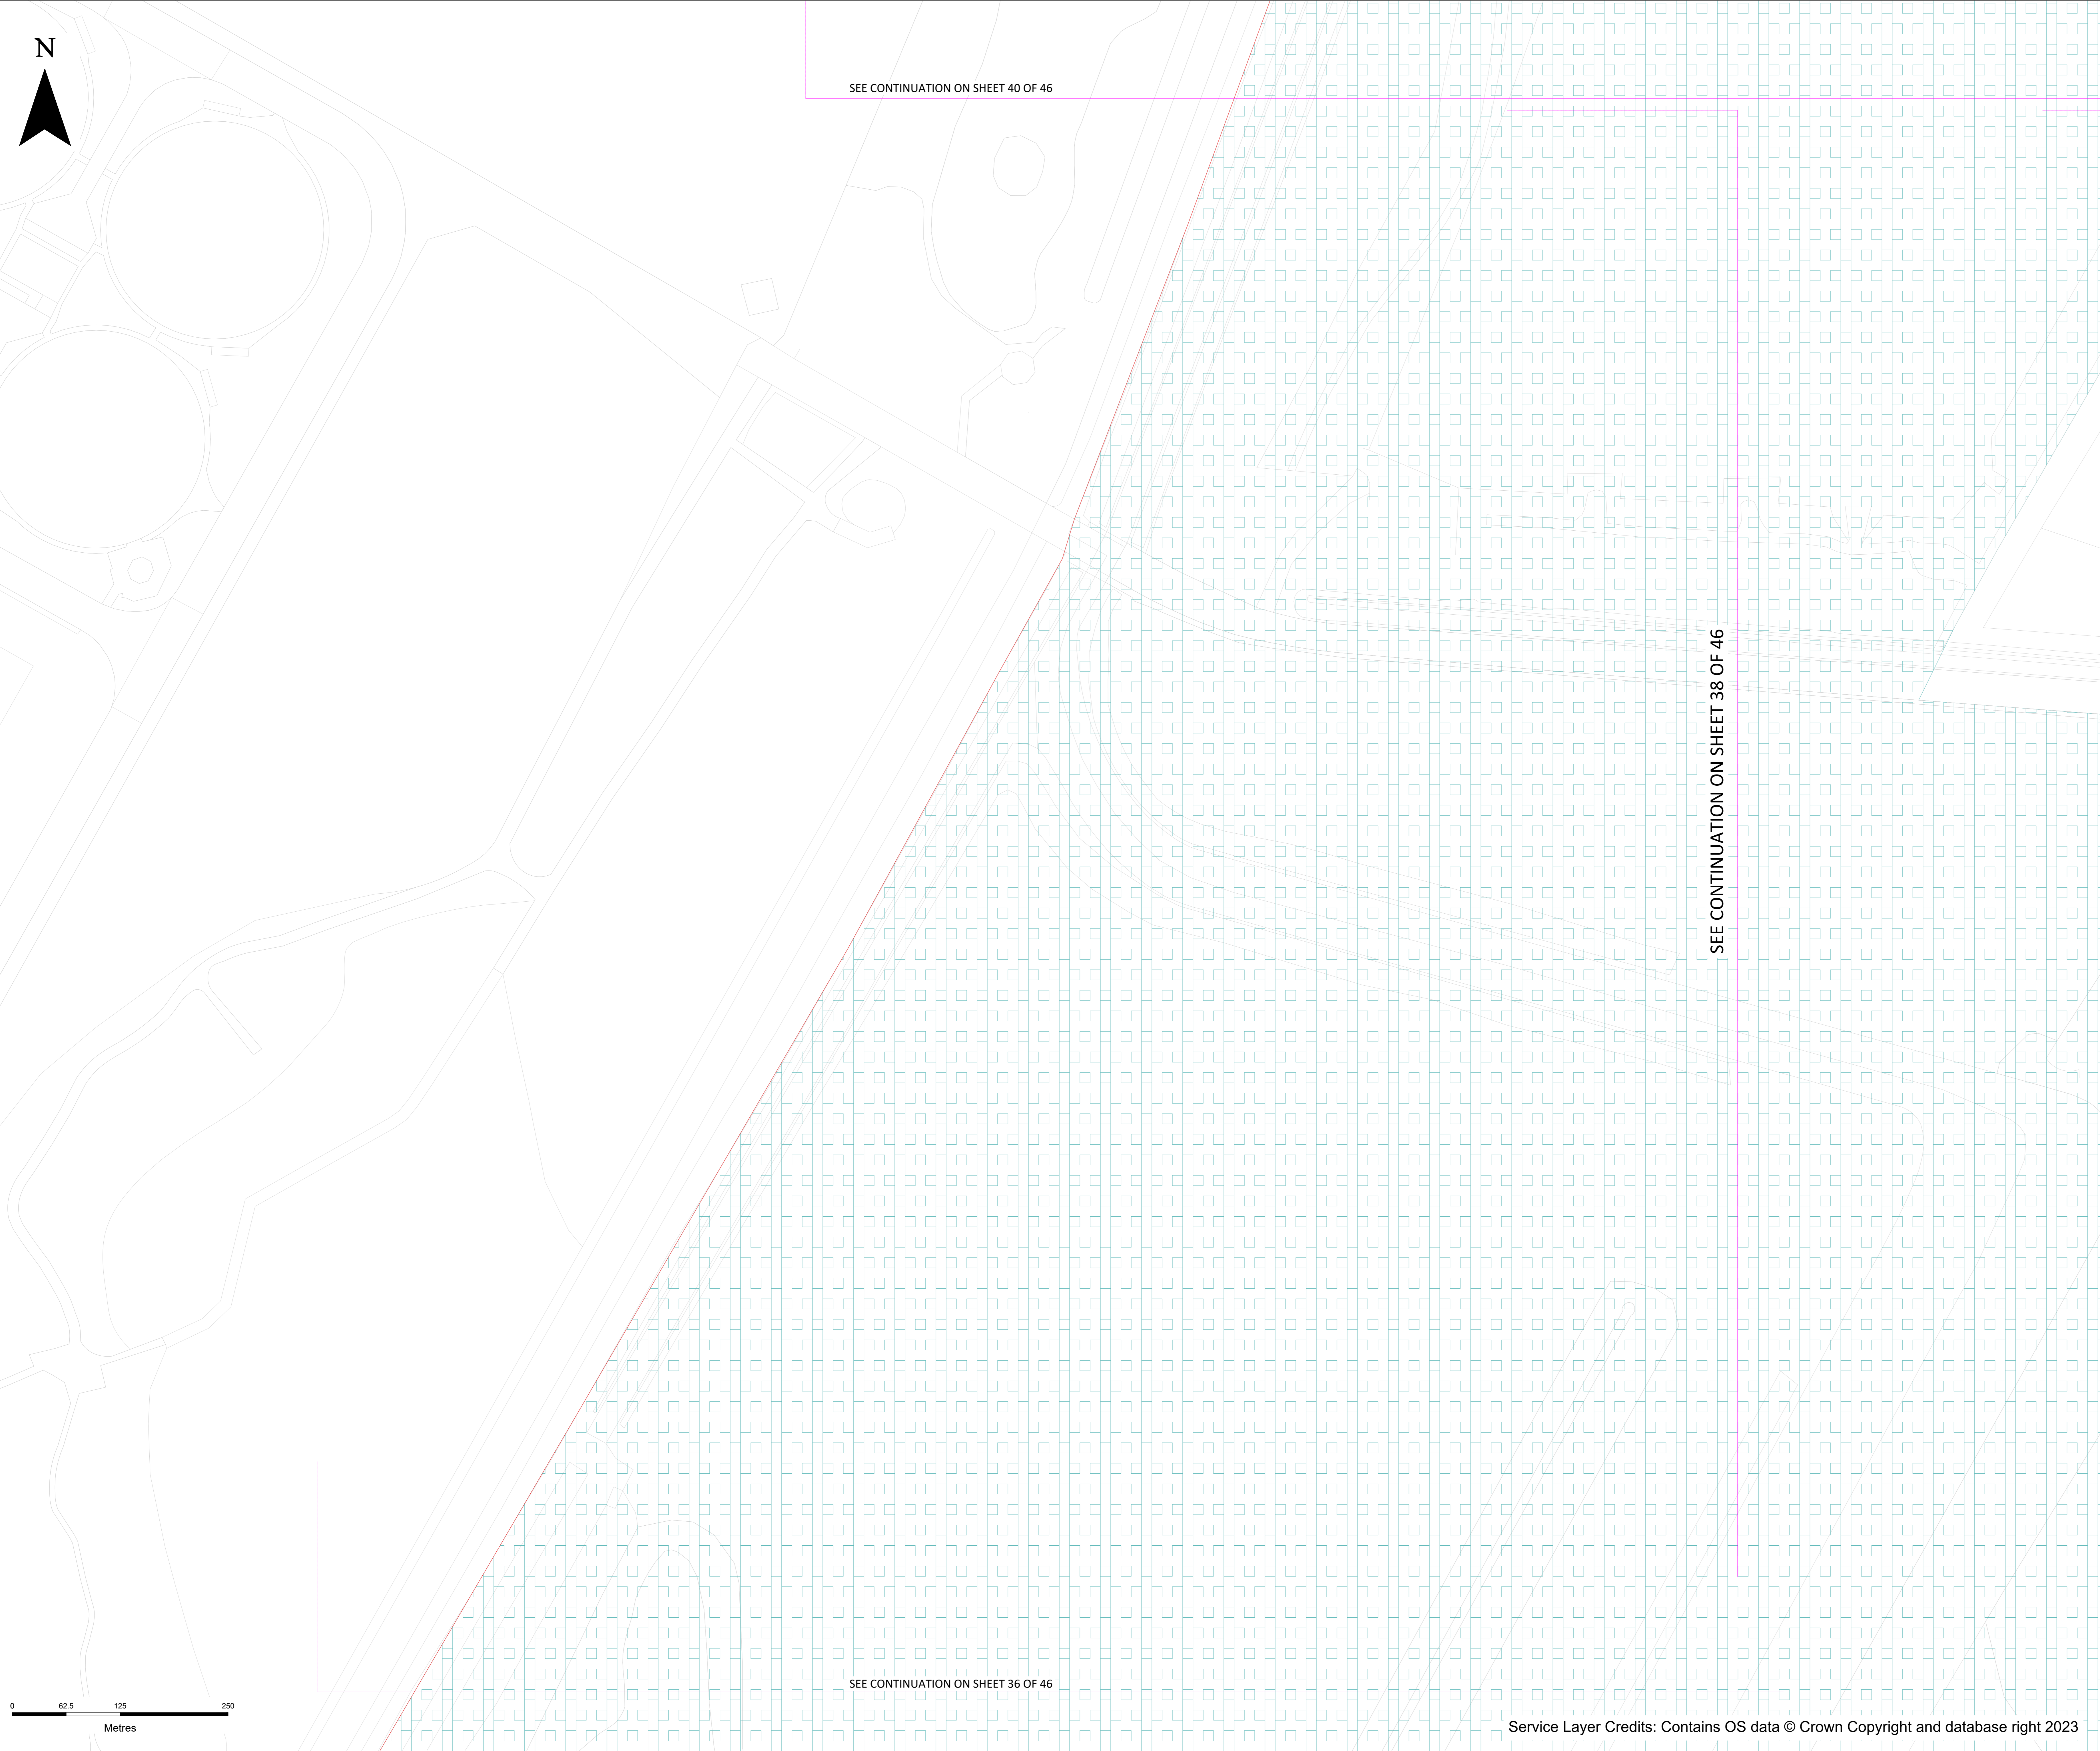 N
SEE CONTINUATION ON SHEET 40 OF 46
SEE CONTINUATION ON SHEET 38 OF 46
SEE CONTINUATION ON SHEET 36 OF 46
0 62.5 125 250
Metres
Service Layer Credits: Contains OS data © Crown Copyright and database right 2023